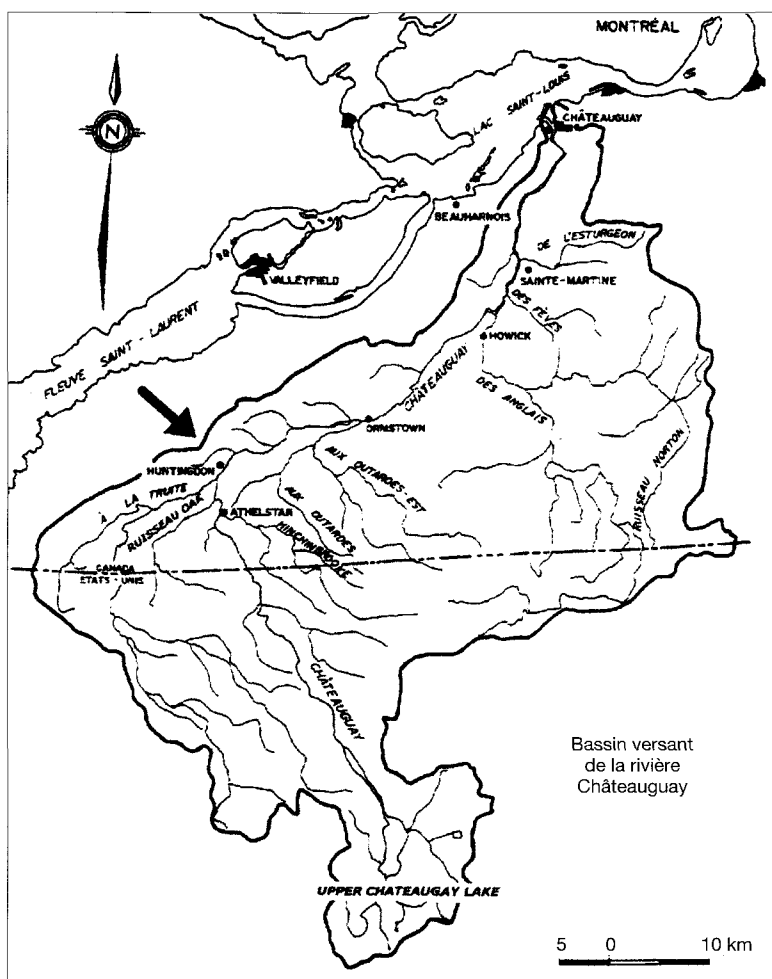 MONTRÉAL
N
LAC SAINT-LOUIS
CHÂTEAUGUAY
BEAUHARNOIS
DE L'ESTURGEON
VALLEYFIELD
SAINTE-MARTINE
DES FÈVES
FLEUVE SAINT-LAURENT
HOWICK
CHÂTEAUGUAY
DES ANGLAIS
ORMSTOWN
HUNTINGDON
AUX OUTARDES-EST
À LA TRUITE
RUISSEAU NORTON
RUISSEAU OAK
AUX OUTARDES
ATHELSTAN
HINCHINBROOKE
CANADA
ÉTATS-UNIS
CHÂTEAUGUAY
Bassin versant
de la rivière
Châteauguay
UPPER CHATEAUGAY LAKE
5 0 10 km